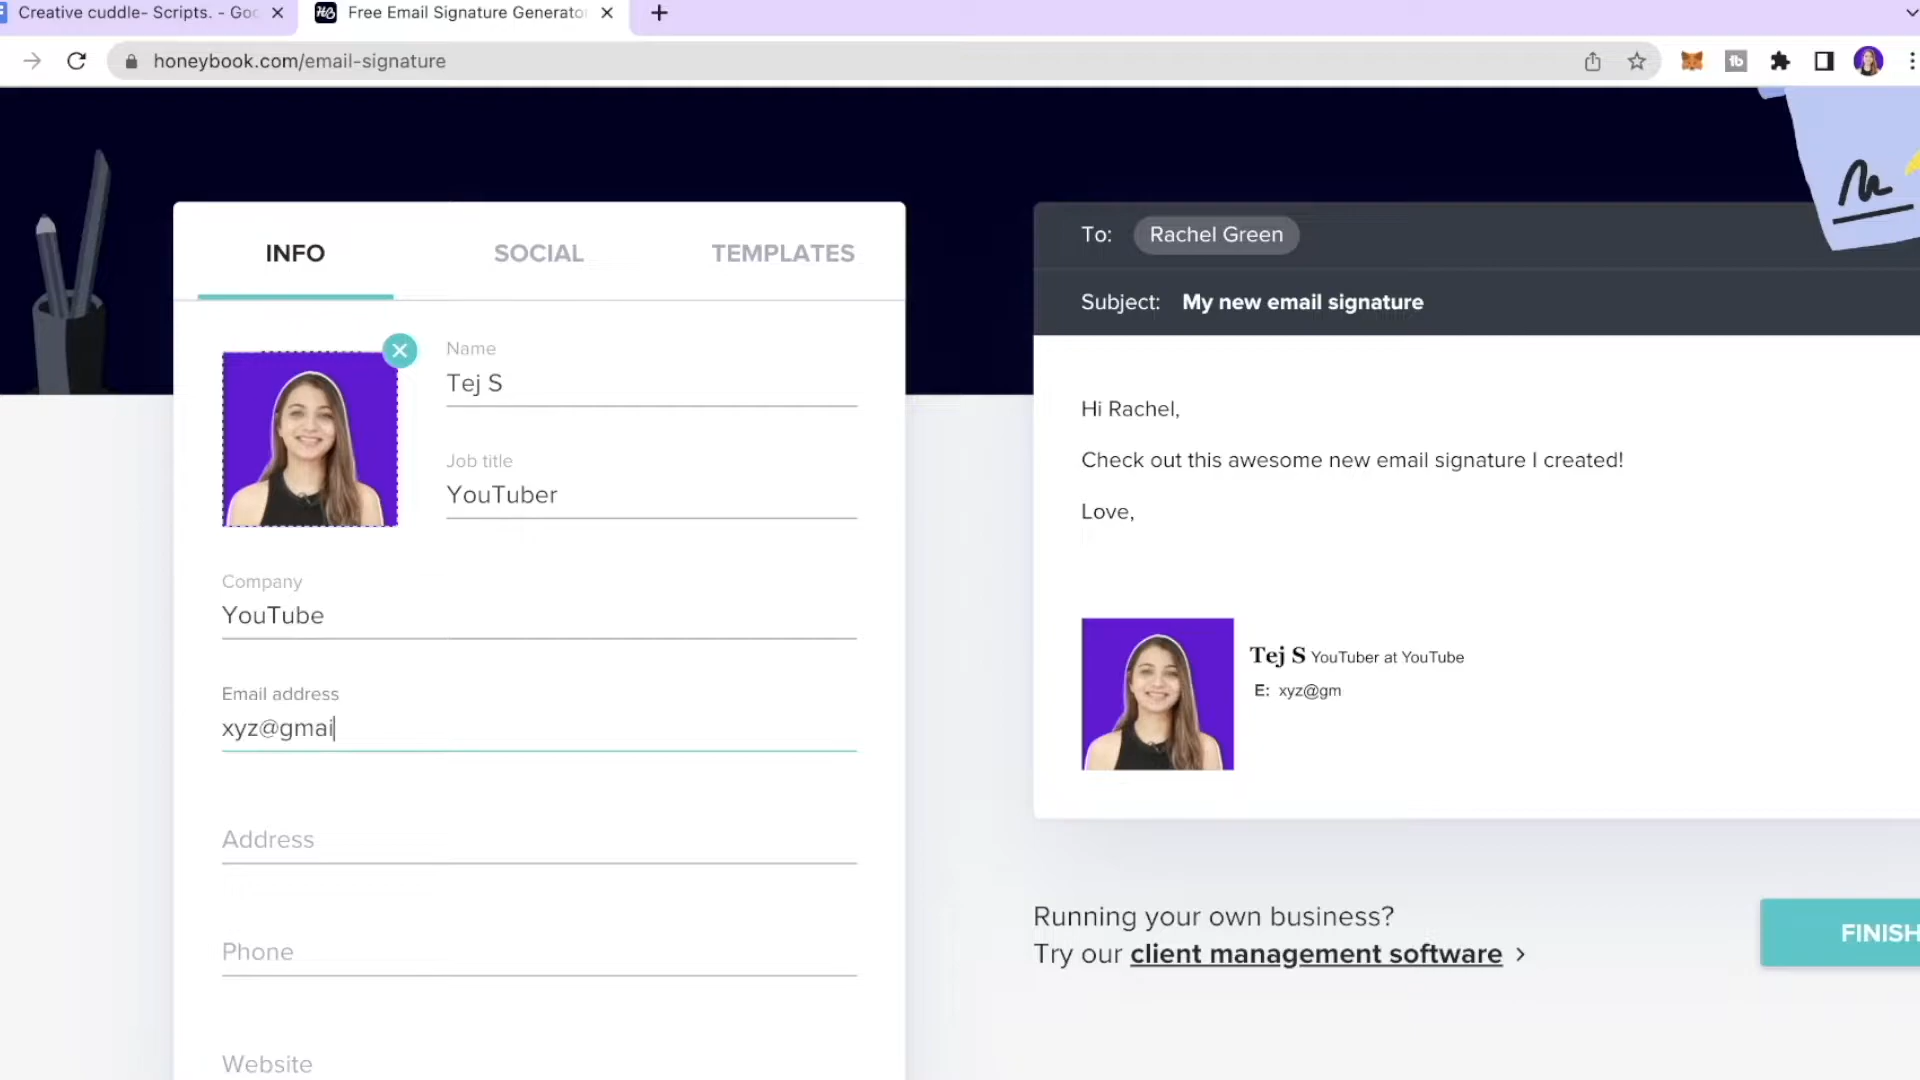 Creative cuddle- Scripts. - Goo
HB
Free Email Signature Generator
honeybook.com/email-signature
tb
INFO
SOCIAL
TEMPLATES
Name
Tej S
Job title
YouTuber
Company
YouTube
Email address
xyz@gmai
Address
Phone
Website
To: Rachel Green
Subject: My new email signature
Hi Rachel,
Check out this awesome new email signature I created!
Love,
Tej S YouTuber at YouTube
E: xyz@gm
Running your own business?
Try our client management software >
FINISH